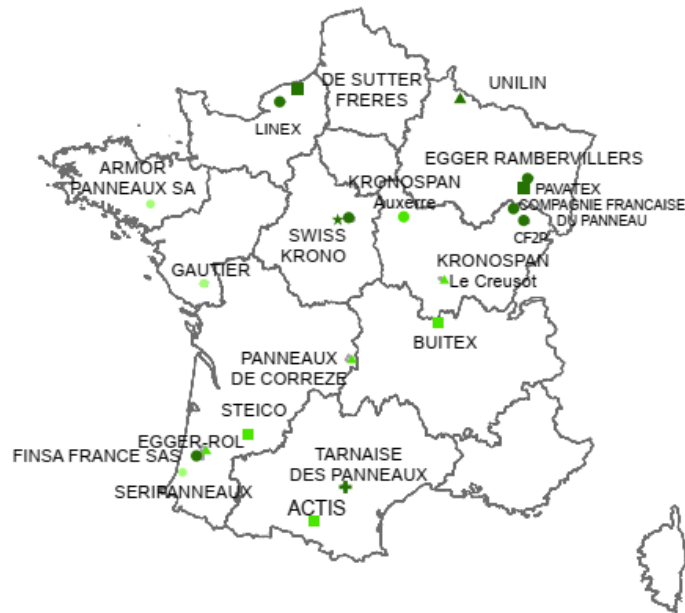 DE SUTTER
FRERES
UNILIN
LINEX
EGGER RAMBERVILLERS
ARMOR
PANNEAUX SA
KRONOSPAN
Auxerre
PAVATEX
COMPAGNIE FRANCAISE
DU PANNEAU
CF2P
SWISS
KRONO
KRONOSPAN
Le Creusot
GAUTIER
BUITEX
PANNEAUX
DE CORREZE
STEICO
EGGER-ROL
FINSA FRANCE SAS
TARNAISE
DES PANNEAUX
SERIPANNEAUX
ACTIS